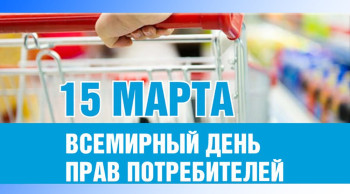 15 МАРТА
ВСЕМИРНЫЙ ДЕНЬ
ПРАВ ПОТРЕБИТЕЛЕЙ